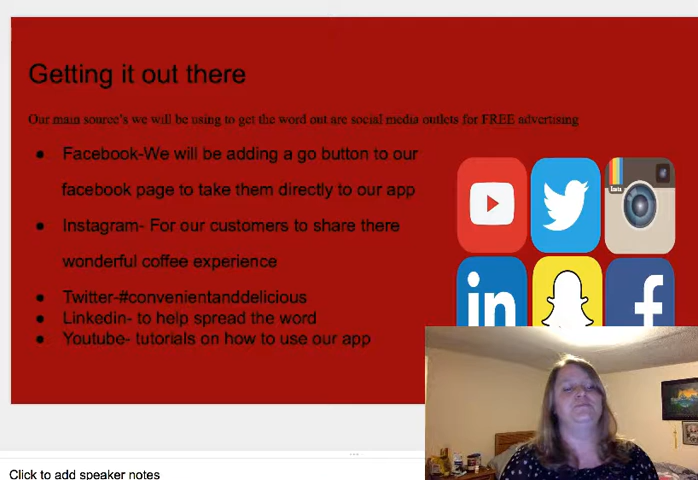 Getting it out there
Our main source's we will be using to get the word out are social media outlets for FREE advertising
● Facebook-We will be adding a go button to our
facebook page to take them directly to our app
● Instagram- For our customers to share there
wonderful coffee experience
● Twitter-#convenientanddelicious
● Linkedin- to help spread the word
● Youtube- tutorials on how to use our app
Insta
in
f
Click to add speaker notes